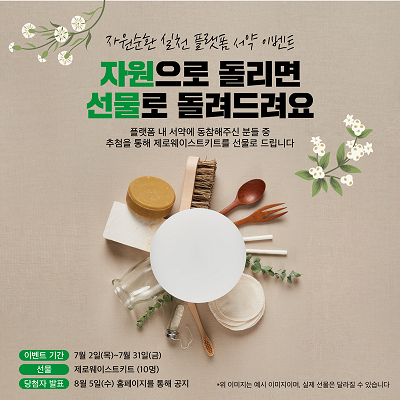 자원순환 실천 플랫폼 서약 이벤트
자원으로 돌리면
선물로 돌려드려요
플랫폼 내 서약에 동참해주신 분들 중
추첨을 통해 제로웨이스트키트를 선물로 드립니다
이벤트 기간 7월 2일(목)~7월 31일(금)
선물 제로웨이스트키트 (10명)
당첨자 발표 8월 5일(수) 홈페이지를 통해 공지
*위 이미지는 예시 이미지이며, 실제 선물은 달라질 수 있습니다